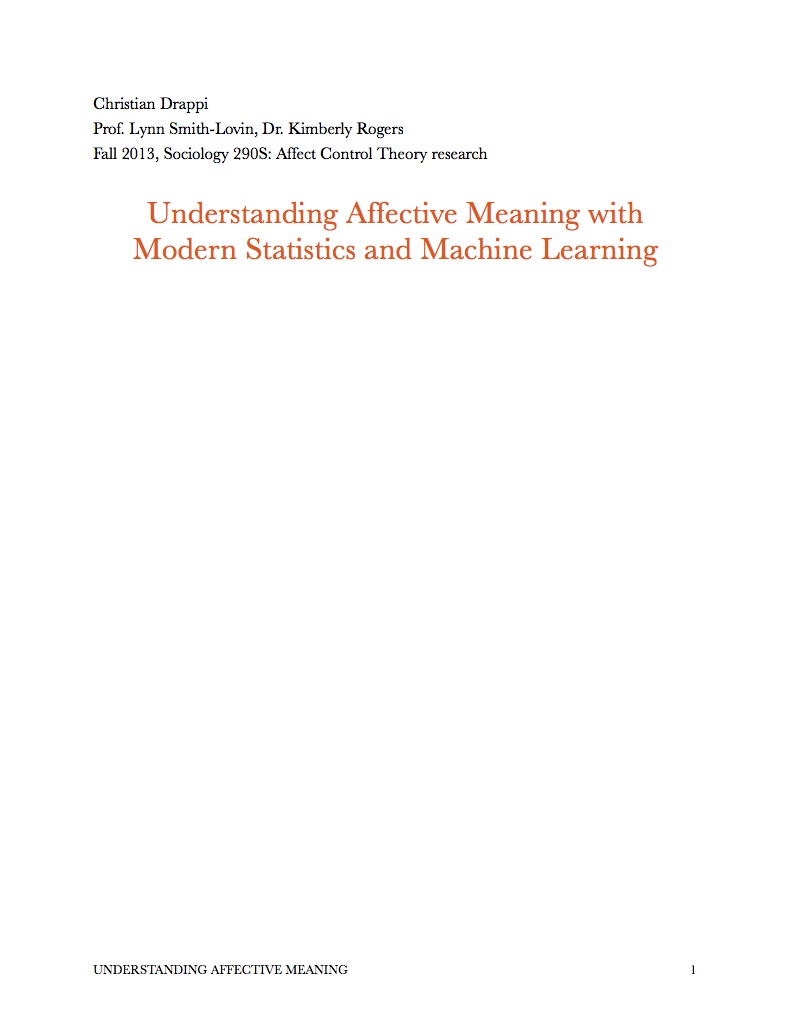 Christian Drappi
Prof. Lynn Smith-Lovin, Dr. Kimberly Rogers
Fall 2013, Sociology 290S: Affect Control Theory research
Understanding Affective Meaning with
Modern Statistics and Machine Learning
UNDERSTANDING AFFECTIVE MEANING 1